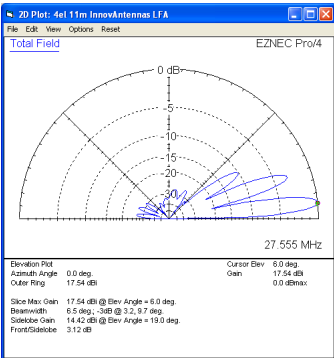 2D Plot: 4el 11m InnovAntennas LFA
File Edit View Options Reset
Total Field
EZNEC Pro/4
0 dB
-5
-10
-15
-20
-30
27.555 MHz
Elevation Plot
Cursor Elev 6.0 deg.
Azimuth Angle 0.0 deg.
Gain 17.54 dBi
Outer Ring 17.54 dBi
0.0 dBmax
Slice Max Gain 17.54 dBi @ Elev Angle = 6.0 deg.
Beamwidth 6.5 deg.; -3dB @ 3.2, 9.7 deg.
Sidelobe Gain 14.42 dBi @ Elev Angle = 19.0 deg.
Front/Sidelobe 3.12 dB